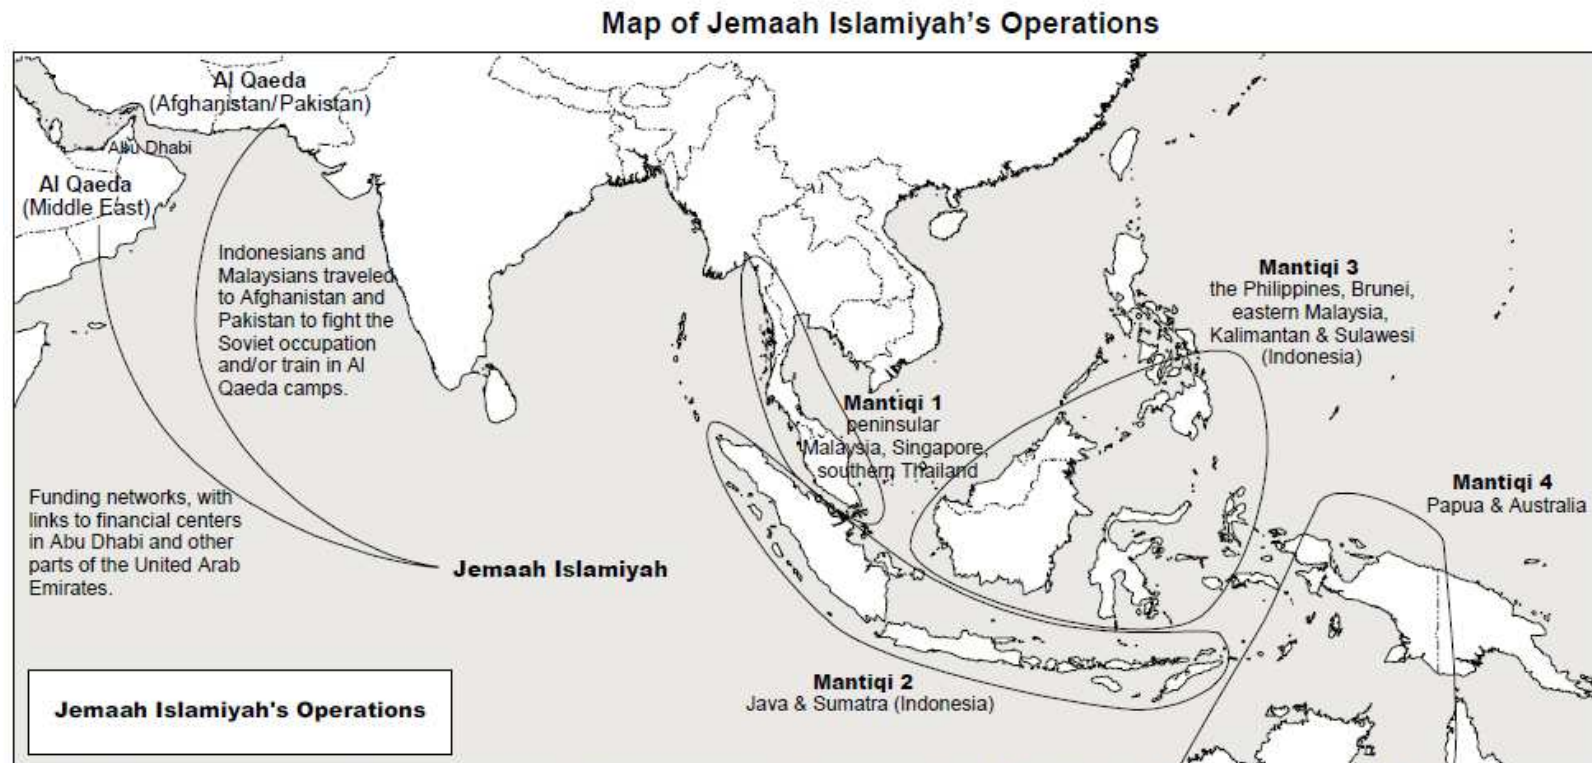 Map of Jemaah Islamiyah's Operations
Al Qaeda
(Afghanistan/Pakistan)
Abu Dhabi
Al Qaeda
(Middle East)
Indonesians and
Malaysians traveled
to Afghanistan and
Pakistan to fight the
Soviet occupation
and/or train in Al
Qaeda camps.
Mantiqi 3
the Philippines, Brunei,
eastern Malaysia,
Kalimantan & Sulawesi
(Indonesia)
Mantiqi 1
peninsular
Malaysia, Singapore,
southern Thailand
Mantiqi 4
Papua & Australia
Funding networks, with
links to financial centers
in Abu Dhabi and other
parts of the United Arab
Emirates.
Jemaah Islamiyah
Mantiqi 2
Java & Sumatra (Indonesia)
Jemaah Islamiyah's Operations